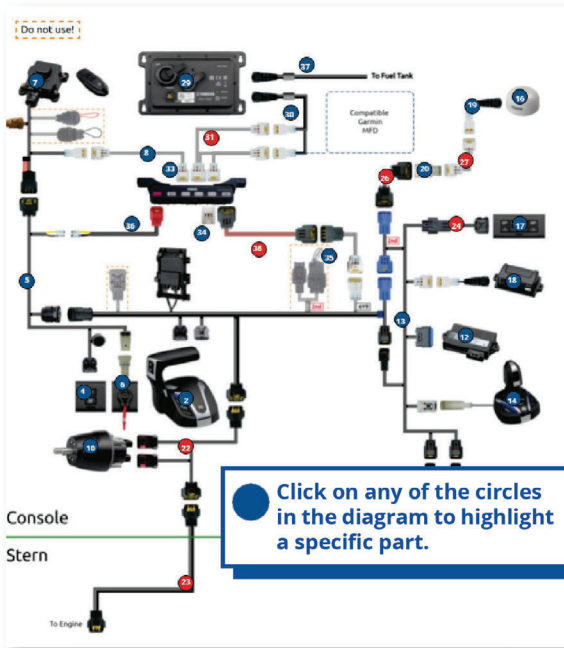 Do not use!
7
29
37
To Fuel Tank
30
Compatible
Garmin
MFD
19
16
31
8
33
27
26
20
36
34
38
24
17
35
2nd
2nd
18
5
13
12
4
6
2
14
10
22
Click on any of the circles
in the diagram to highlight
a specific part.
Console
Stern
23
To Engine